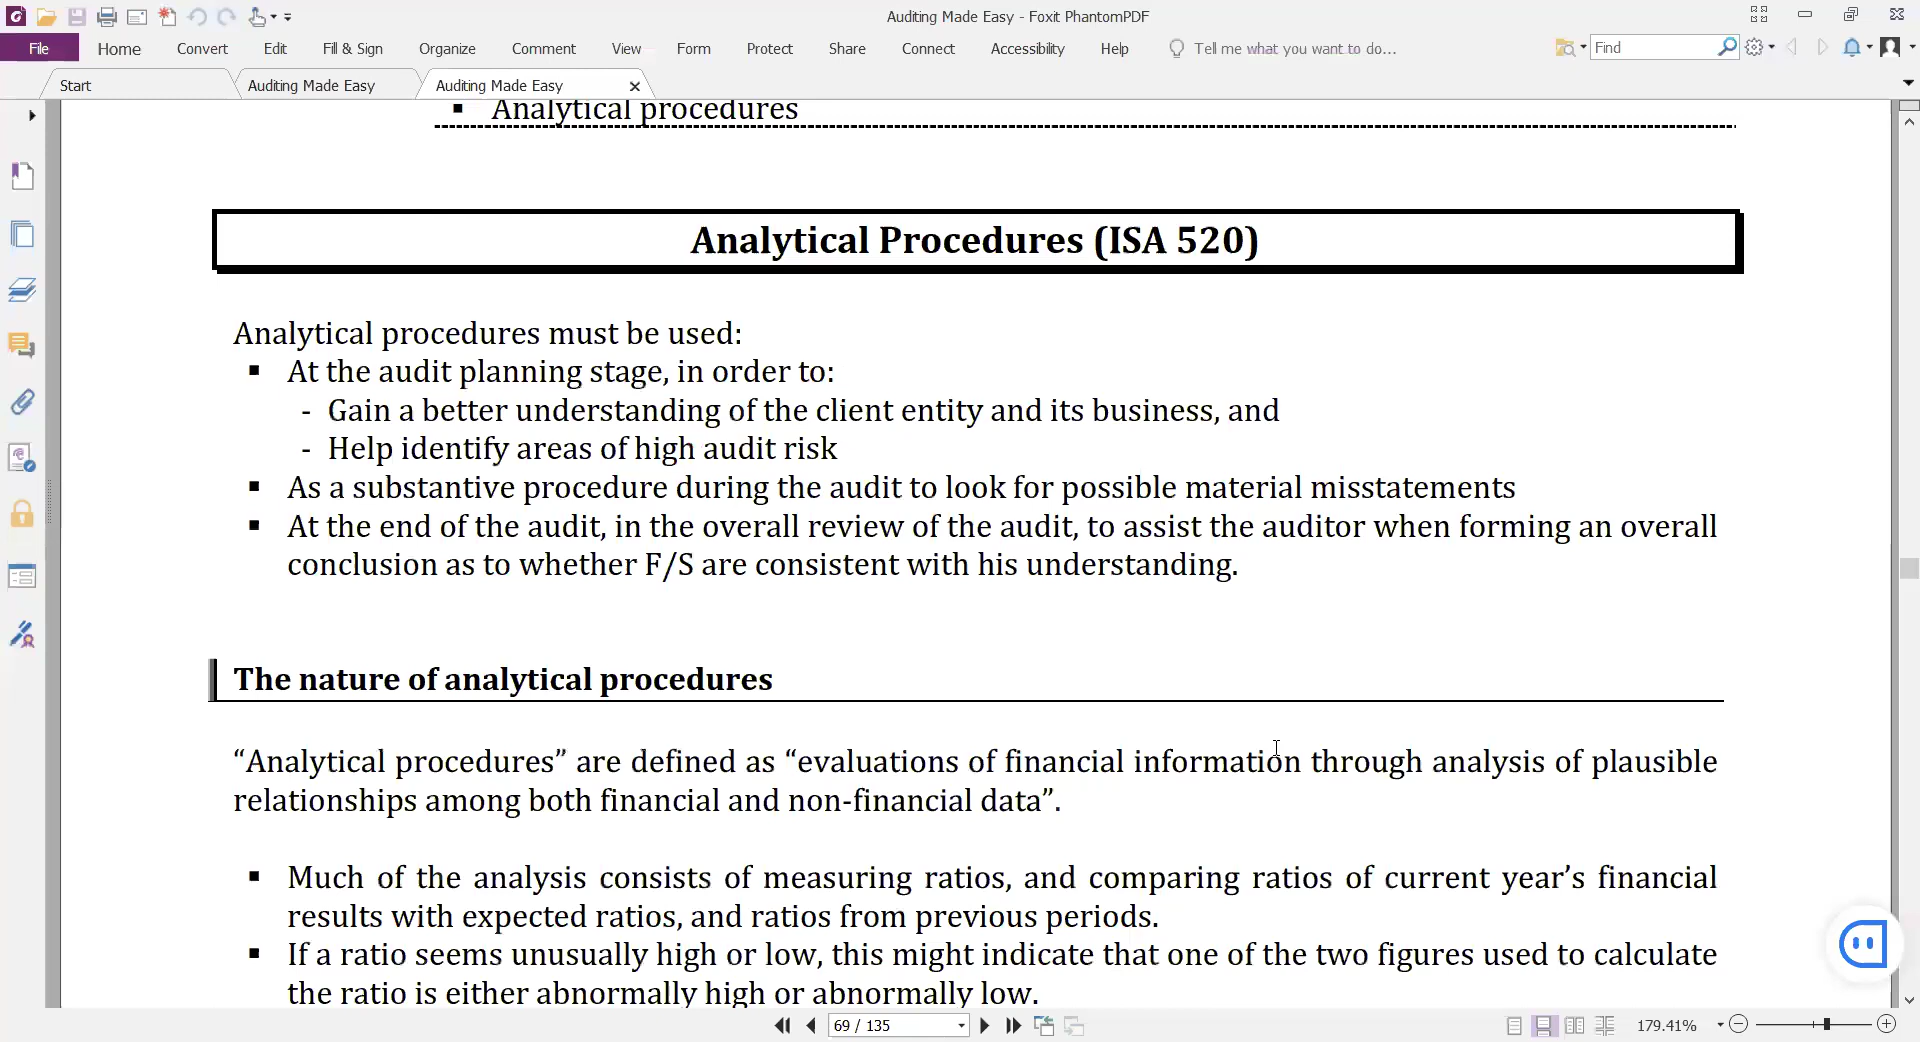 Auditing Made Easy - Foxit PhantomPDF
File Home Convert Edit Fill & Sign Organize Comment View Form Protect Share Connect Accessibility Help Tell me what you want to do... Find
Start Auditing Made Easy Auditing Made Easy
▪ Analytical procedures
Analytical Procedures (ISA 520)
Analytical procedures must be used:
▪ At the audit planning stage, in order to:
- Gain a better understanding of the client entity and its business, and
- Help identify areas of high audit risk
▪ As a substantive procedure during the audit to look for possible material misstatements
▪ At the end of the audit, in the overall review of the audit, to assist the auditor when forming an overall
conclusion as to whether F/S are consistent with his understanding.
The nature of analytical procedures
“Analytical procedures” are defined as “evaluations of financial information through analysis of plausible
relationships among both financial and non-financial data”.
▪ Much of the analysis consists of measuring ratios, and comparing ratios of current year’s financial
results with expected ratios, and ratios from previous periods.
▪ If a ratio seems unusually high or low, this might indicate that one of the two figures used to calculate
the ratio is either abnormally high or abnormally low.
69 / 135 179.41%